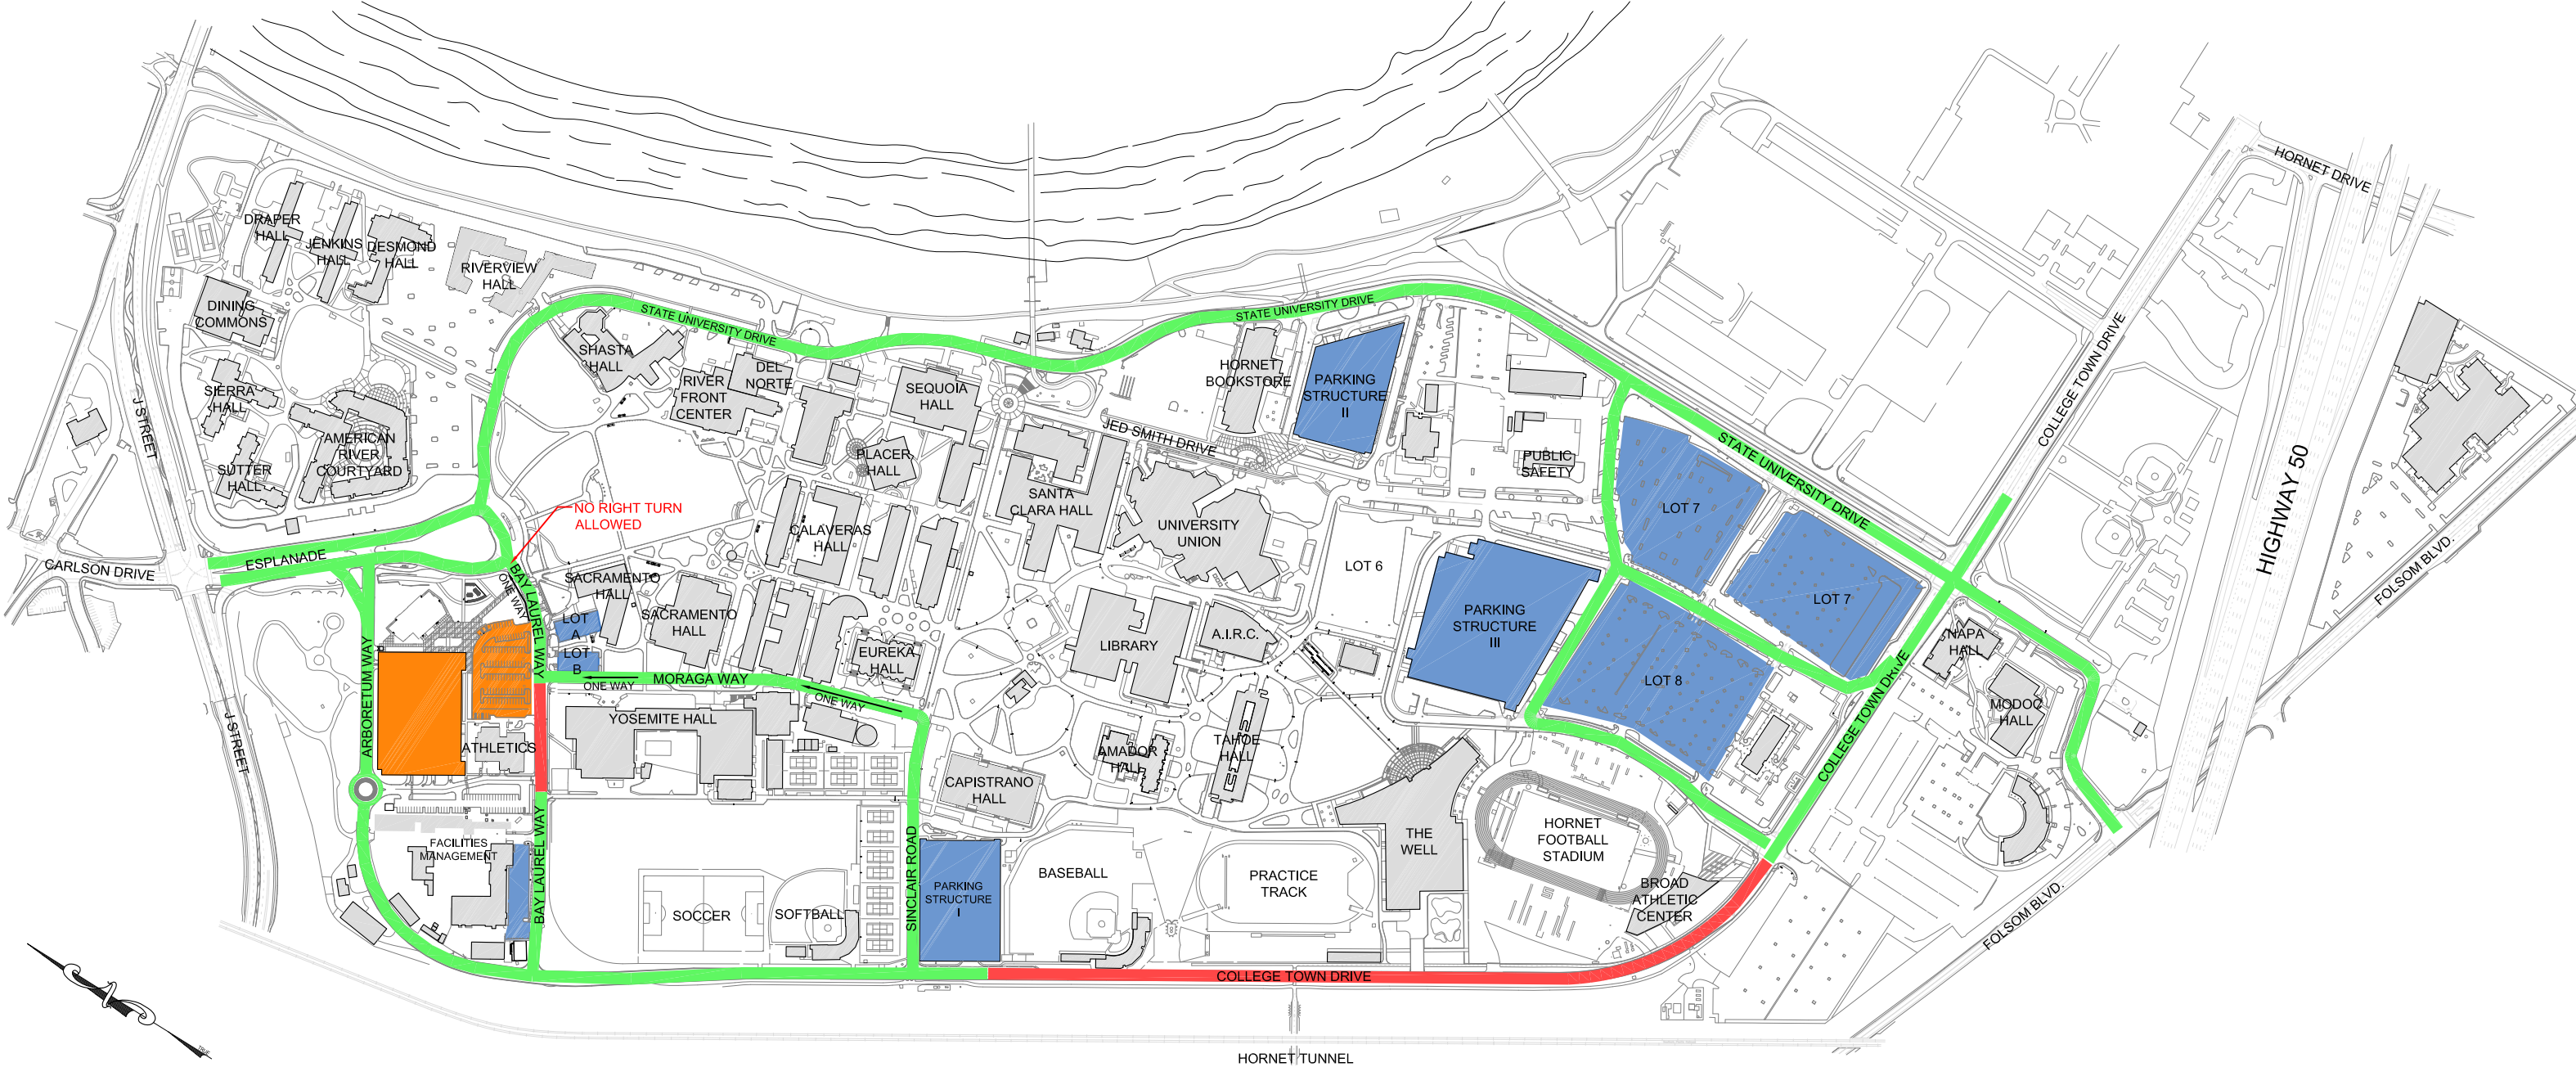 HORNET DRIVE
DRAPER
HALL
JENKINS
HALL
DESMOND
HALL
RIVERVIEW
HALL
DINING
COMMONS
STATE UNIVERSITY DRIVE
STATE UNIVERSITY DRIVE
SHASTA
HALL
DEL
NORTE
RIVER
FRONT
CENTER
SEQUOIA
HALL
HORNET
BOOKSTORE
PARKING
STRUCTURE
II
COLLEGE TOWN DRIVE
SIERRA
HALL
J STREET
AMERICAN
RIVER
COURTYARD
SUTTER
HALL
PLACER
HALL
JED SMITH DRIVE
PUBLIC
SAFETY
STATE UNIVERSITY DRIVE
HIGHWAY 50
NO RIGHT TURN
ALLOWED
CALAVERAS
HALL
SANTA
CLARA HALL
UNIVERSITY
UNION
LOT 7
ESPLANADE
CARLSON DRIVE
BAY LAUREL WAY
ONE WAY
SACRAMENTO
HALL
LOT 6
FOLSOM BLVD.
LOT
A
SACRAMENTO
HALL
PARKING
STRUCTURE
III
LOT 7
LOT
B
EUREKA
HALL
LIBRARY
A.I.R.C.
NAPA
HALL
ARBORETUM WAY
MORAGA WAY
ONE WAY
ONE WAY
LOT 8
COLLEGE TOWN DRIVE
MODOC
HALL
J STREET
ATHLETICS
YOSEMITE HALL
AMADOR
HALL
TAHOE
HALL
CAPISTRANO
HALL
FACILITIES
MANAGEMENT
BAY LAUREL WAY
SINCLAIR ROAD
THE
WELL
HORNET
FOOTBALL
STADIUM
SOCCER
SOFTBALL
PARKING
STRUCTURE
I
BASEBALL
PRACTICE
TRACK
BROAD
ATHLETIC
CENTER
FOLSOM BLVD.
COLLEGE TOWN DRIVE
TRUE
HORNET TUNNEL